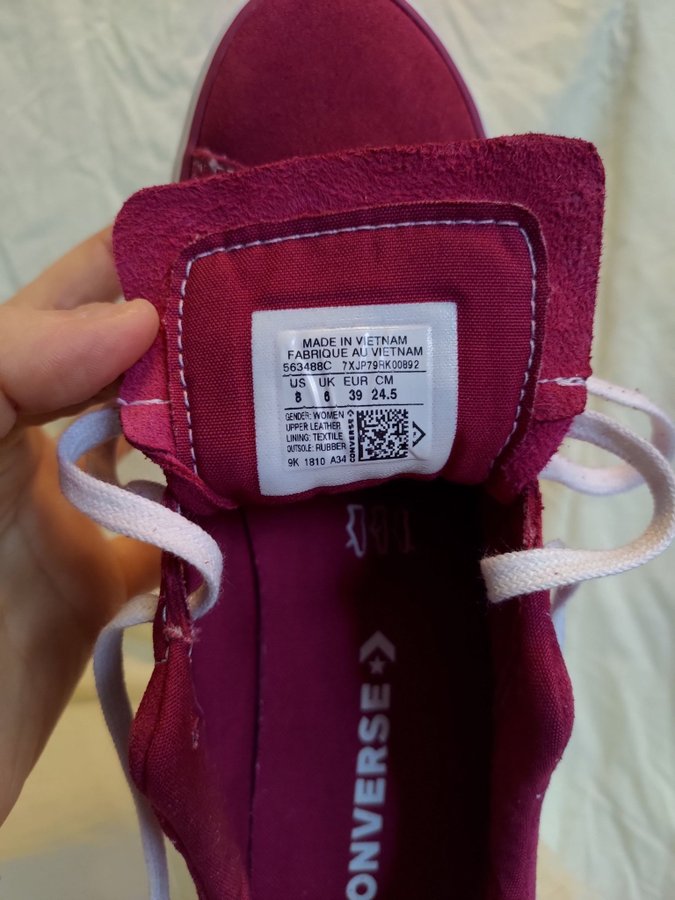 MADE IN VIETNAM
FABRIQUE AU VIETNAM
563488C 7XJP79RK00892
US UK EUR CM
8 6 39 24.5
GENDER: WOMEN
UPPER:LEATHER
LINING: TEXTILE
OUTSOLE: RUBBER
CONVERSE
9K 1810 A34
ONVERSE